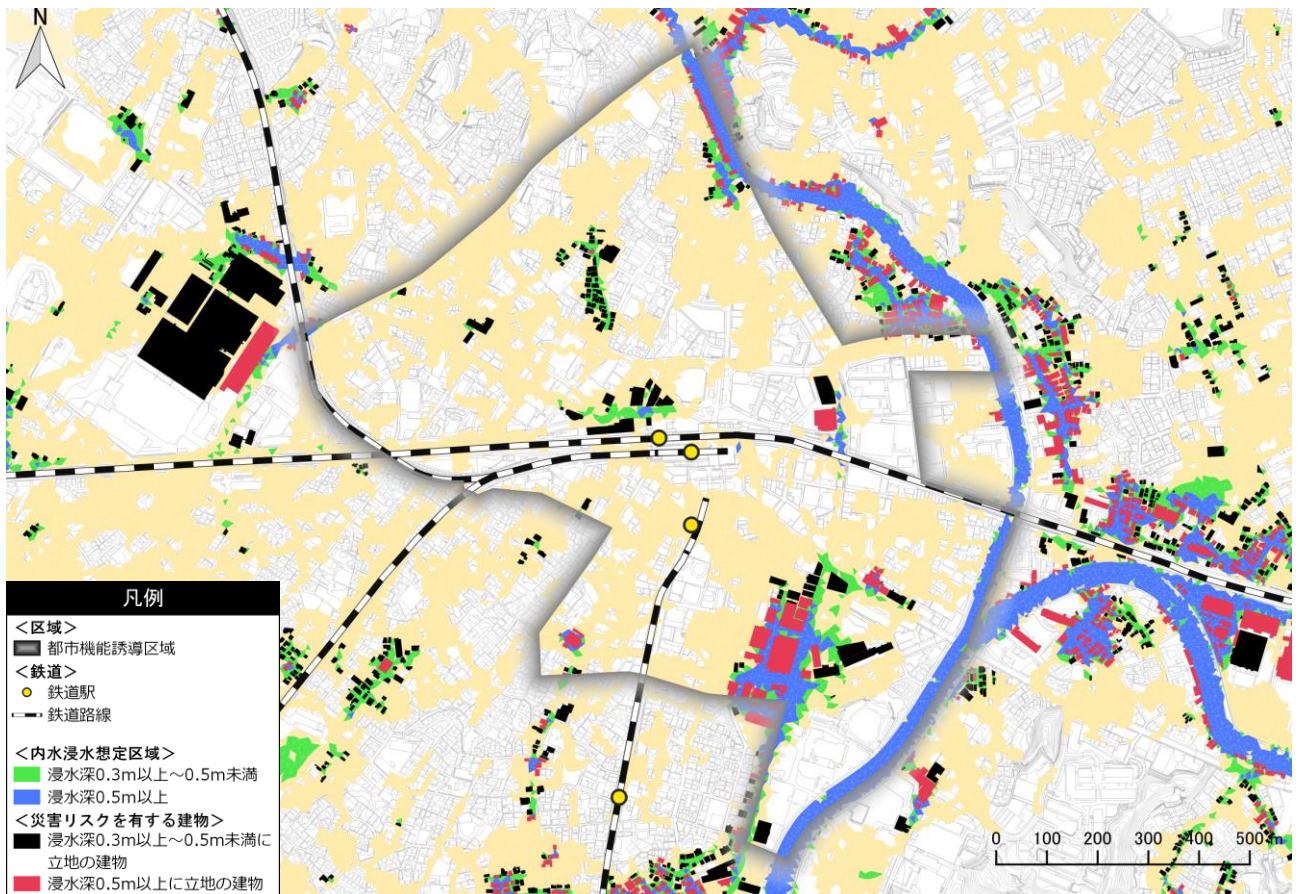 N
凡例
<区域>
都市機能誘導区域
<鉄道>
鉄道駅
鉄道路線
<内水浸水想定区域>
浸水深0.3m以上~0.5m未満
浸水深0.5m以上
<災害リスクを有する建物>
浸水深0.3m以上~0.5m未満に
立地の建物
浸水深0.5m以上に立地の建物
0 100 200 300 400 500 m